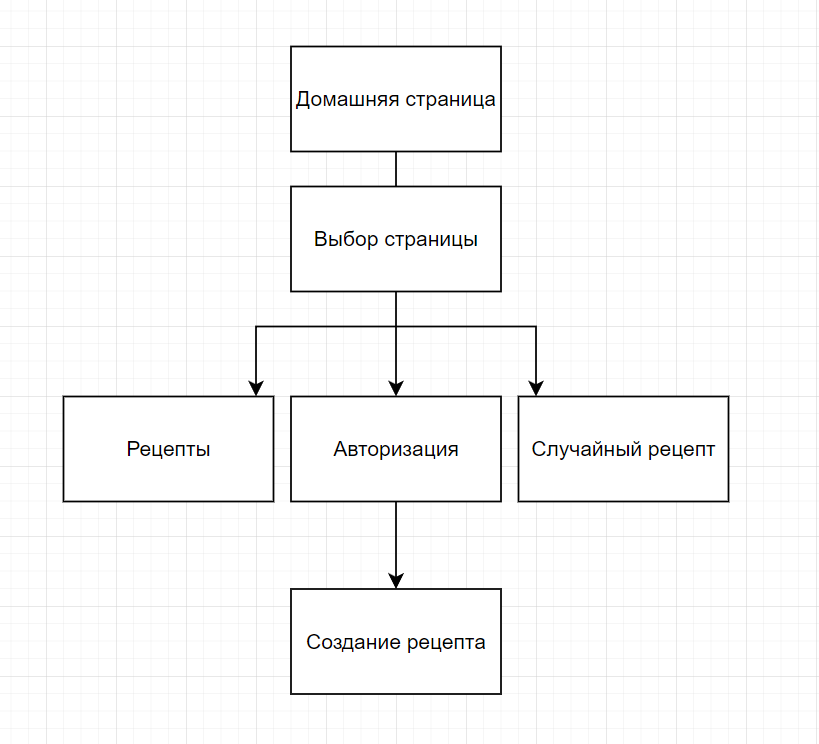 Домашняя страница
Выбор страницы
Рецепты
Авторизация
Случайный рецепт
Создание рецепта